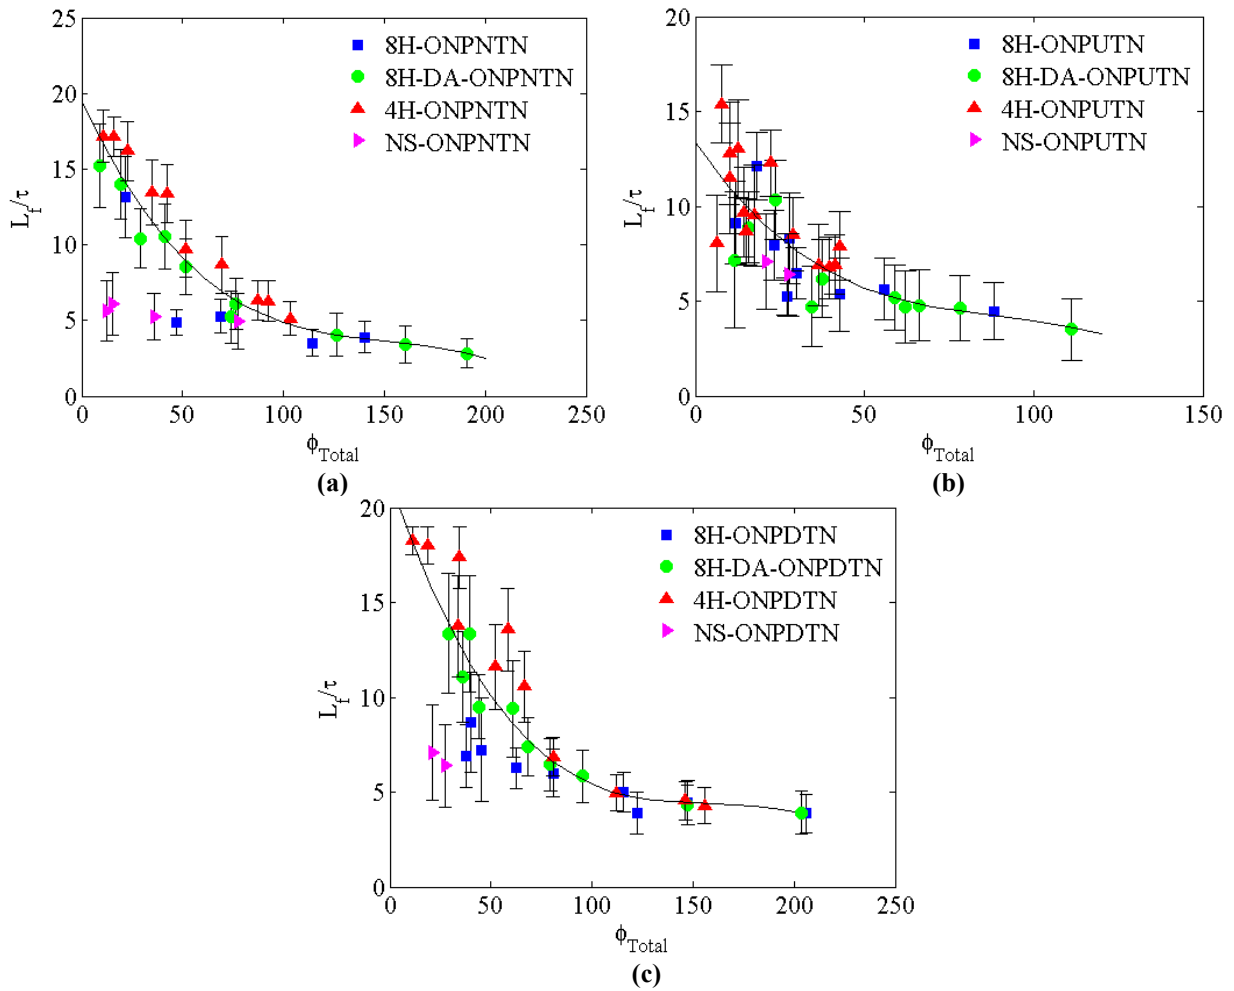 25
20
15
10
5
0
L_f/τ
8H-ONPNTN
8H-DA-ONPNTN
4H-ONPNTN
NS-ONPNTN
0 50 100 150 200 250
ϕ_Total
(a)
20
15
10
5
0
L_f/τ
8H-ONPUTN
8H-DA-ONPUTN
4H-ONPUTN
NS-ONPUTN
0 50 100 150
ϕ_Total
(b)
20
15
10
5
0
L_f/τ
8H-ONPDTN
8H-DA-ONPDTN
4H-ONPDTN
NS-ONPDTN
0 50 100 150 200 250
ϕ_Total
(c)